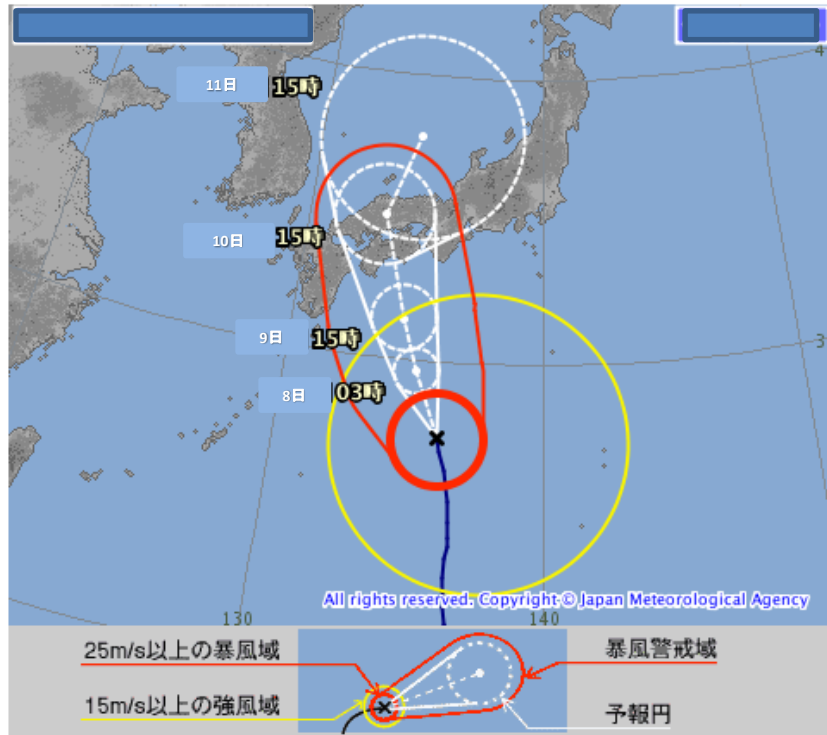 11日 15時
10日 15時
9日 15時
8日 03時
4
3
All rights reserved. Copyright © Japan Meteorological Agency
130
140
25m/s以上の暴風域
暴風警戒域
15m/s以上の強風域
予報円